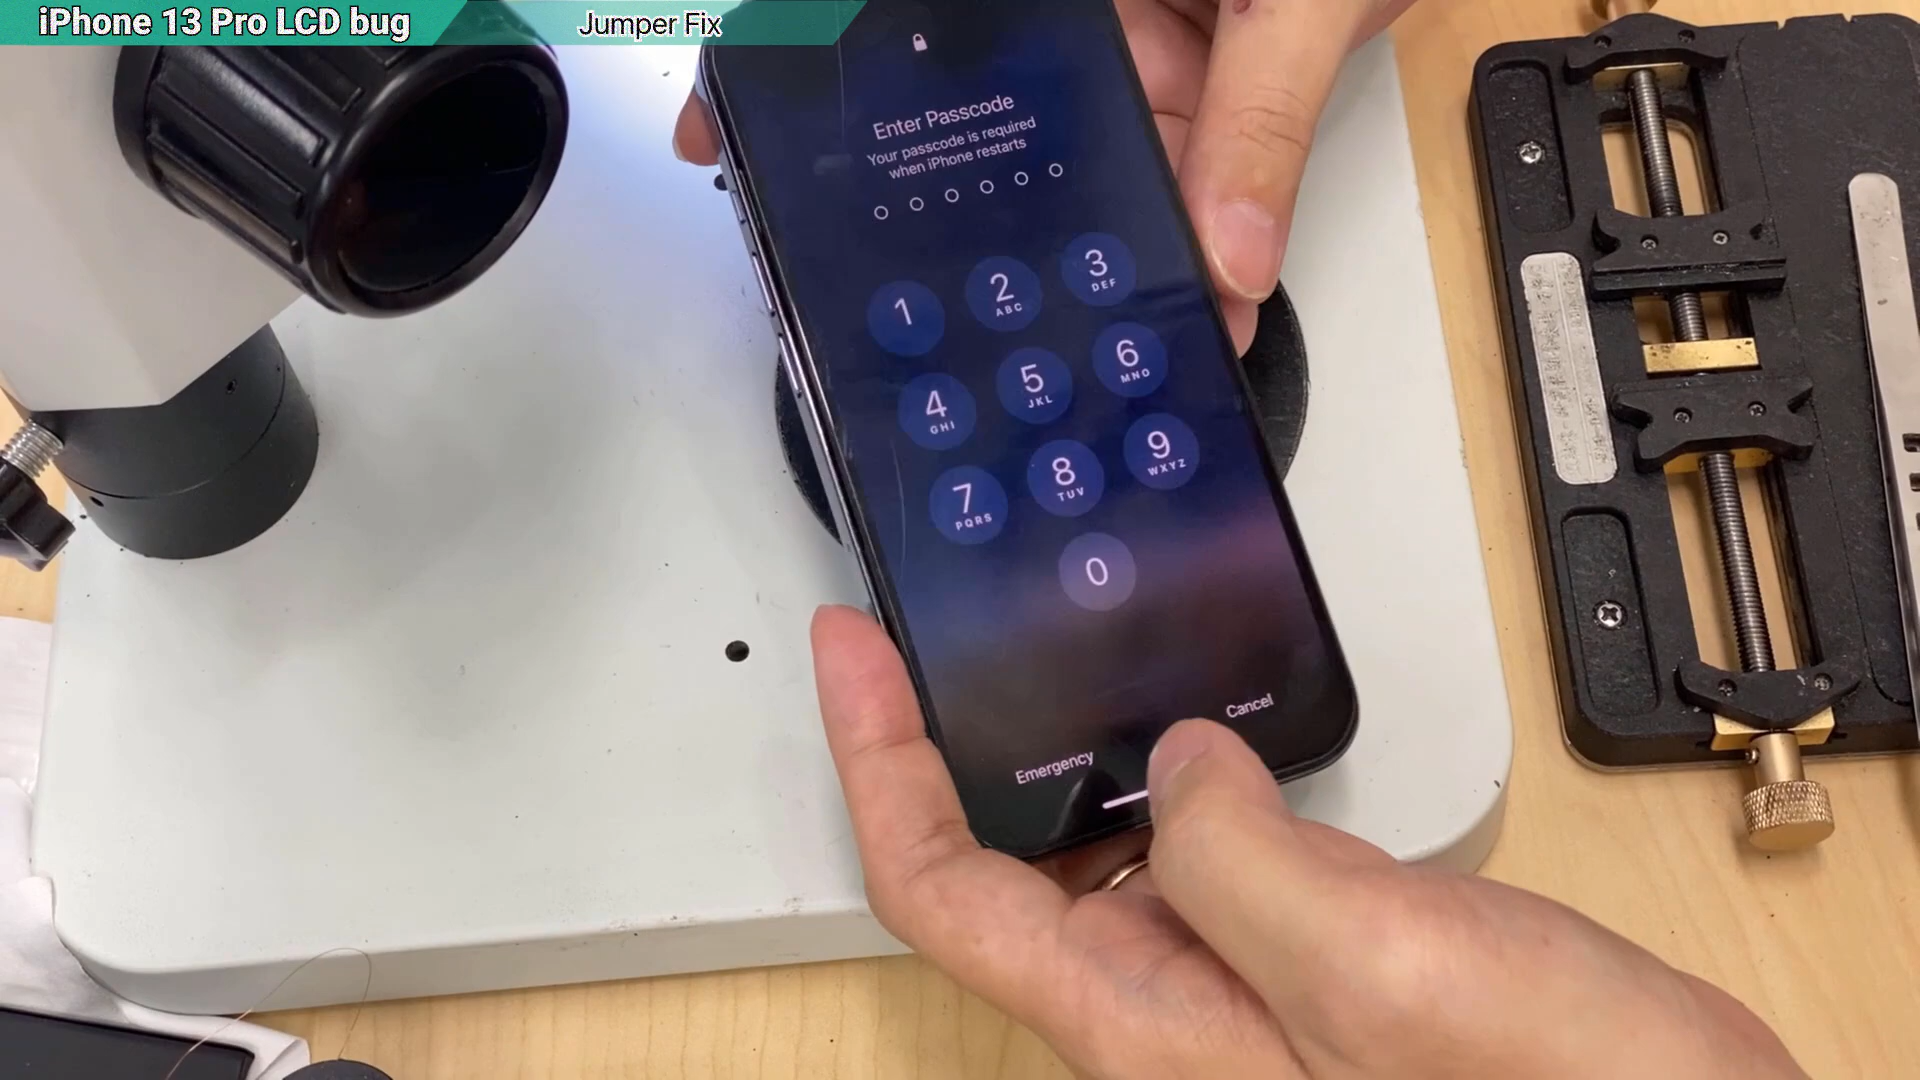 iPhone 13 Pro LCD bug
Jumper Fix
Enter Passcode
Your passcode is required
when iPhone restarts
1
2
ABC
3
DEF
4
GHI
5
JKL
6
MNO
7
PQRS
8
TUV
9
WXYZ
0
Emergency
Cancel